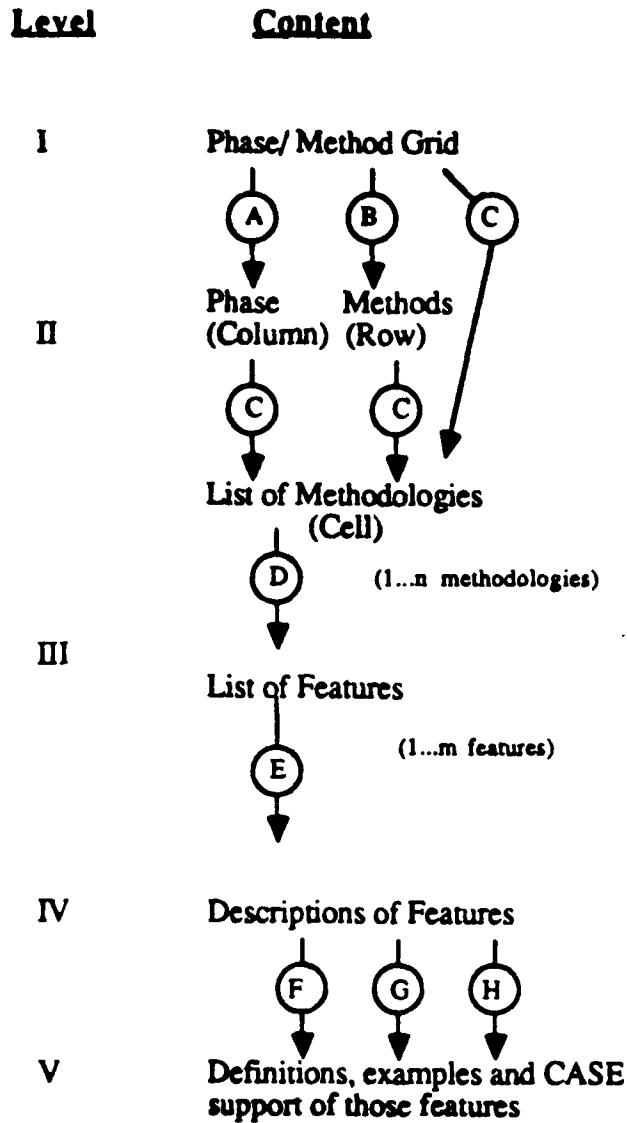 Level Content
I Phase/ Method Grid
A B C
Phase Methods
II (Column) (Row)
C C
List of Methodologies
(Cell)
D (1...n methodologies)
III
List of Features
(1...m features)
E
IV Descriptions of Features
F G H
V Definitions, examples and CASE
support of those features